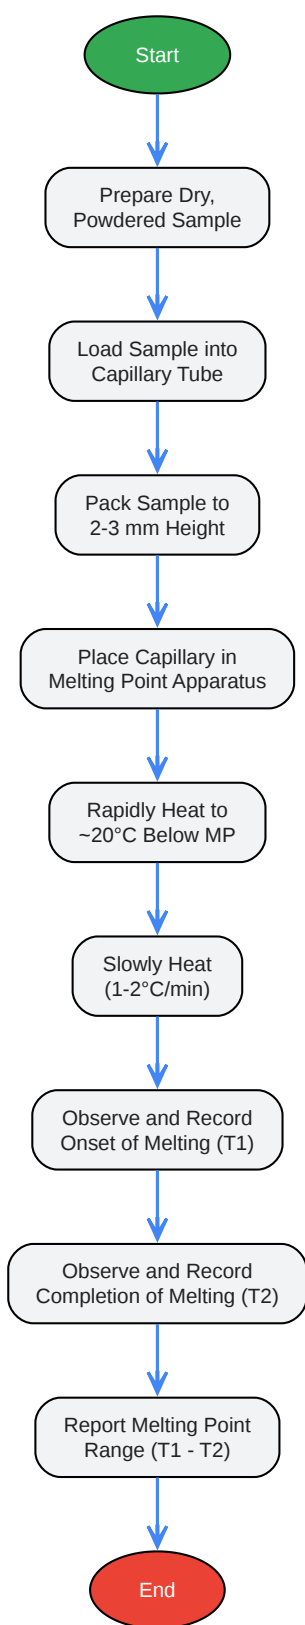 Start
Prepare Dry,
Powdered Sample
Load Sample into
Capillary Tube
Pack Sample to
2-3 mm Height
Place Capillary in
Melting Point Apparatus
Rapidly Heat to
~20°C Below MP
Slowly Heat
(1-2°C/min)
Observe and Record
Onset of Melting (T1)
Observe and Record
Completion of Melting (T2)
Report Melting Point
Range (T1 - T2)
End